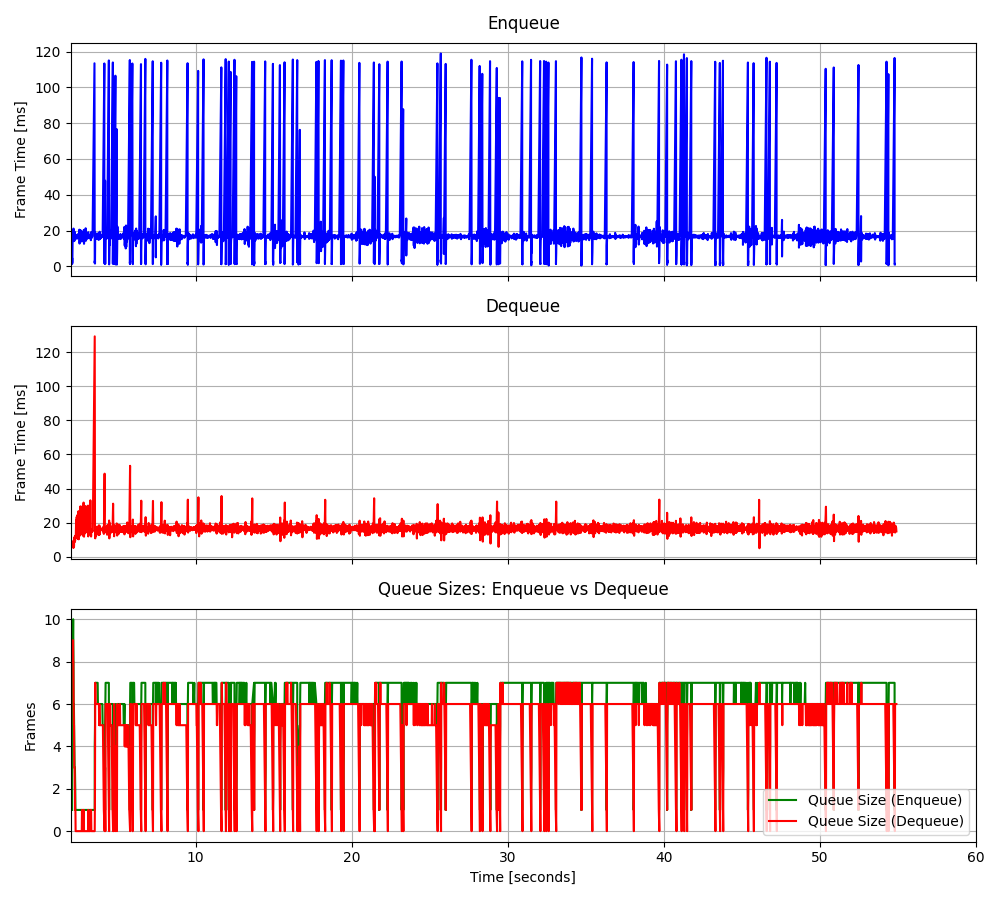 Enqueue
120
100
80
60
40
20
0
Frame Time [ms]
Dequeue
120
100
80
60
40
20
0
Frame Time [ms]
Queue Sizes: Enqueue vs Dequeue
10
8
6
4
2
0
Frames
Queue Size (Enqueue)
Queue Size (Dequeue)
10 20 30 40 50 60
Time [seconds]